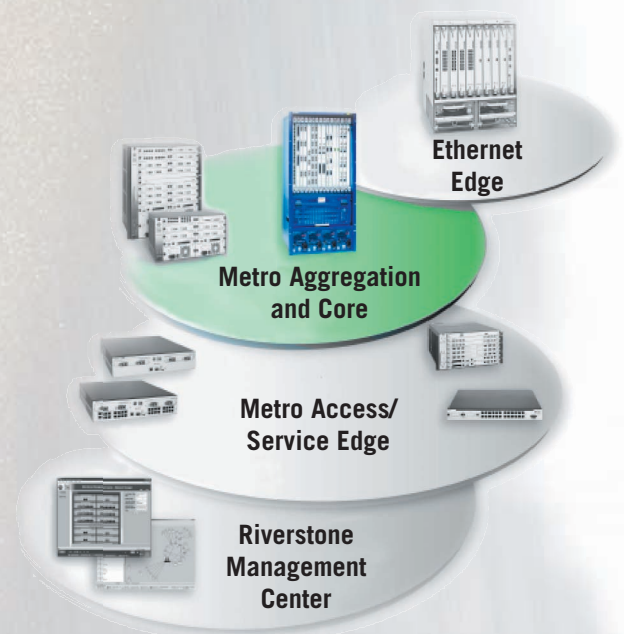 Ethernet
Edge
Metro Aggregation
and Core
Metro Access/
Service Edge
Riverstone
Management
Center